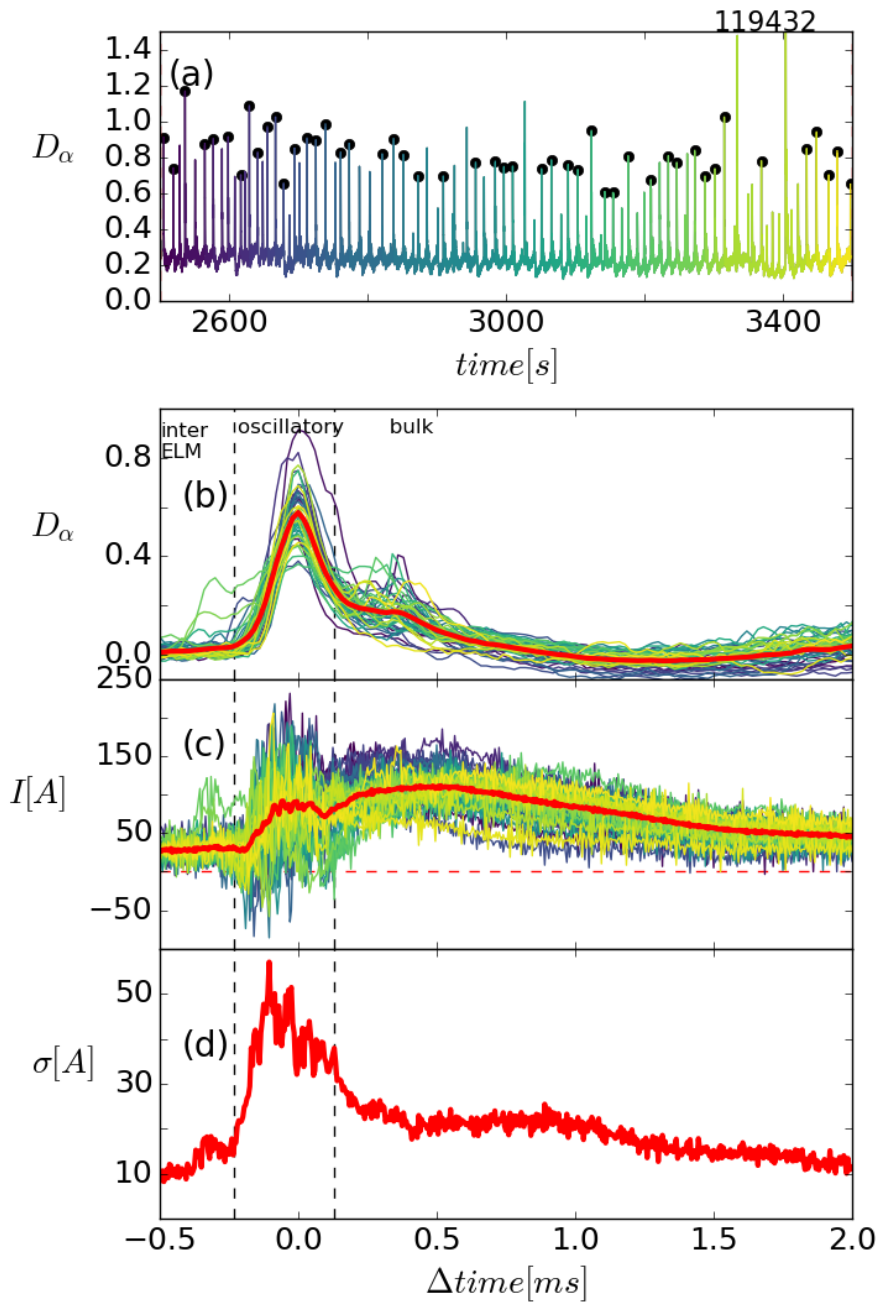 119432
(a)
1.4
1.2
1.0
0.8
0.6
0.4
0.2
0.0
D_α
2600 3000 3400
time[s]
inter oscillatory bulk
ELM
(b)
0.8
0.4
0.0
D_α
250
150
50
−50
(c)
I[A]
50
30
10
(d)
σ[A]
−0.5 0.0 0.5 1.0 1.5 2.0
Δtime[ms]